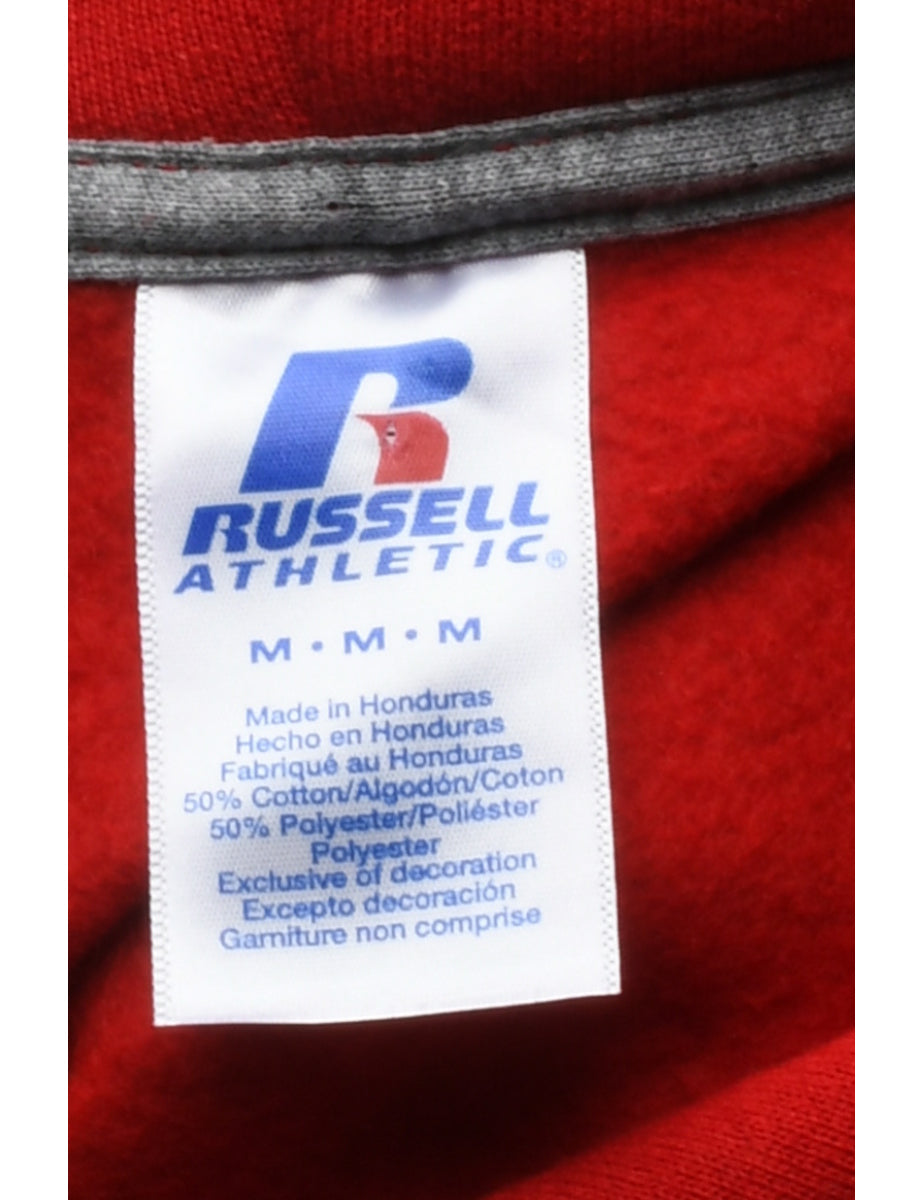 RUSSELL
ATHLETIC®
M • M • M
Made in Honduras
Hecho en Honduras
Fabriqué au Honduras
50% Cotton/Algodón/Coton
50% Polyester/Poliéster
Polyester
Exclusive of decoration
Excepto decoración
Garniture non comprise